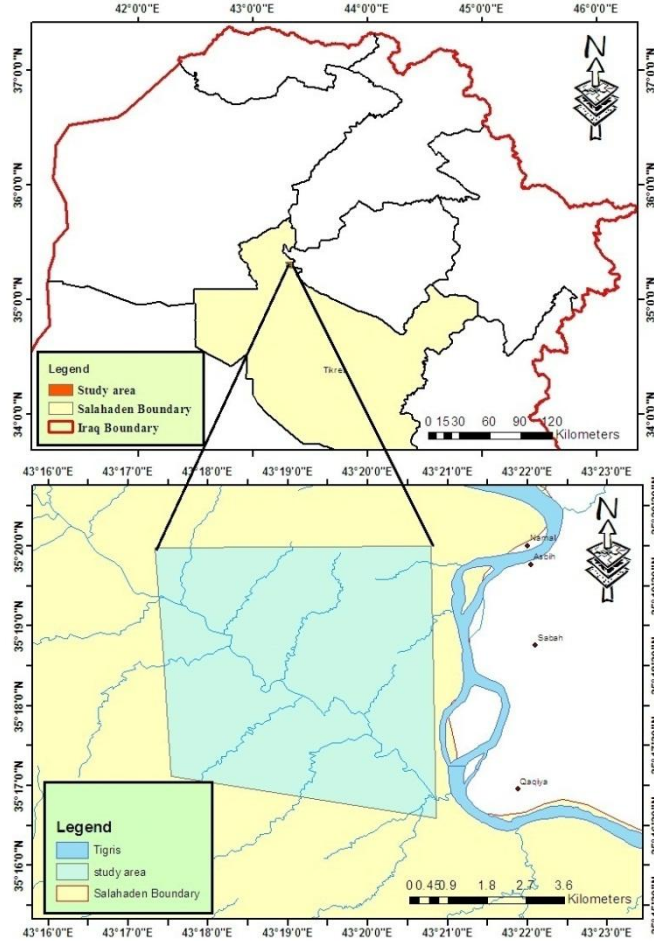 42°0'0"E 43°0'0"E 44°0'0"E 45°0'0"E 46°0'0"E
37°0'0"N
37°0'0"N
36°0'0"N
36°0'0"N
35°0'0"N
35°0'0"N
34°0'0"N
34°0'0"N
N
Legend
Study area
Salahaden Boundary
Iraq Boundary
0 15 30 60 90 120
Kilometers
43°16'0"E 43°17'0"E 43°18'0"E 43°19'0"E 43°20'0"E 43°21'0"E 43°22'0"E 43°23'0"E
N
35°20'0"N
35°19'0"N
35°18'0"N
35°17'0"N
35°16'0"N
Namal
Asbih
Sabah
Qaqiya
Legend
Tigris
study area
Salahaden Boundary
0 0.45 0.9 1.8 2.7 3.6
Kilometers
43°16'0"E 43°17'0"E 43°18'0"E 43°19'0"E 43°20'0"E 43°21'0"E 43°22'0"E 43°23'0"E